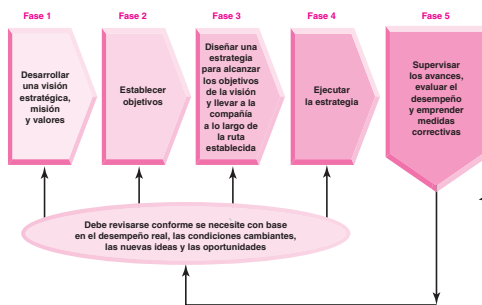 Fase 1
Desarrollar
una visión
estratégica,
misión
y valores
Fase 2
Establecer
objetivos
Fase 3
Diseñar una
estrategia
para alcanzar
los objetivos
de la visión
y llevar a la
compañía
a lo largo de
la ruta
establecida
Fase 4
Ejecutar
la estrategia
Fase 5
Supervisar
los avances,
evaluar el
desempeño
y emprender
medidas
correctivas
Debe revisarse conforme se necesite con base
en el desempeño real, las condiciones cambiantes,
las nuevas ideas y las oportunidades